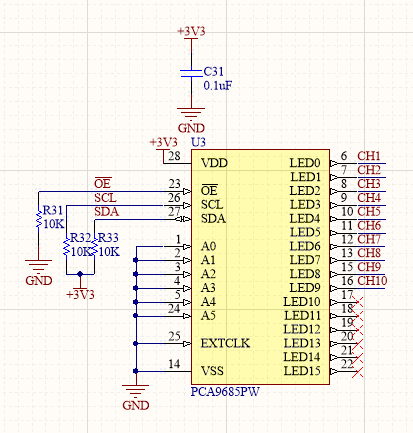 +3V3
C31
0.1uF
GND
+3V3
U3
28 VDD LED0 6 CH1
LED1 7 CH2
OE 23 OE LED2 8 CH3
SCL 26 SCL LED3 9 CH4
SDA 27 SDA LED4 10 CH5
LED5 11 CH6
1 A0 LED6 12 CH7
2 A1 LED7 13 CH8
3 A2 LED8 15 CH9
4 A3 LED9 16 CH10
5 A4 LED10 17
24 A5 LED11 18
LED12 19
25 EXTCLK LED13 20
LED14 21
14 VSS LED15 22
R31
10K
R32
10K
R33
10K
GND
+3V3
GND
PCA9685PW